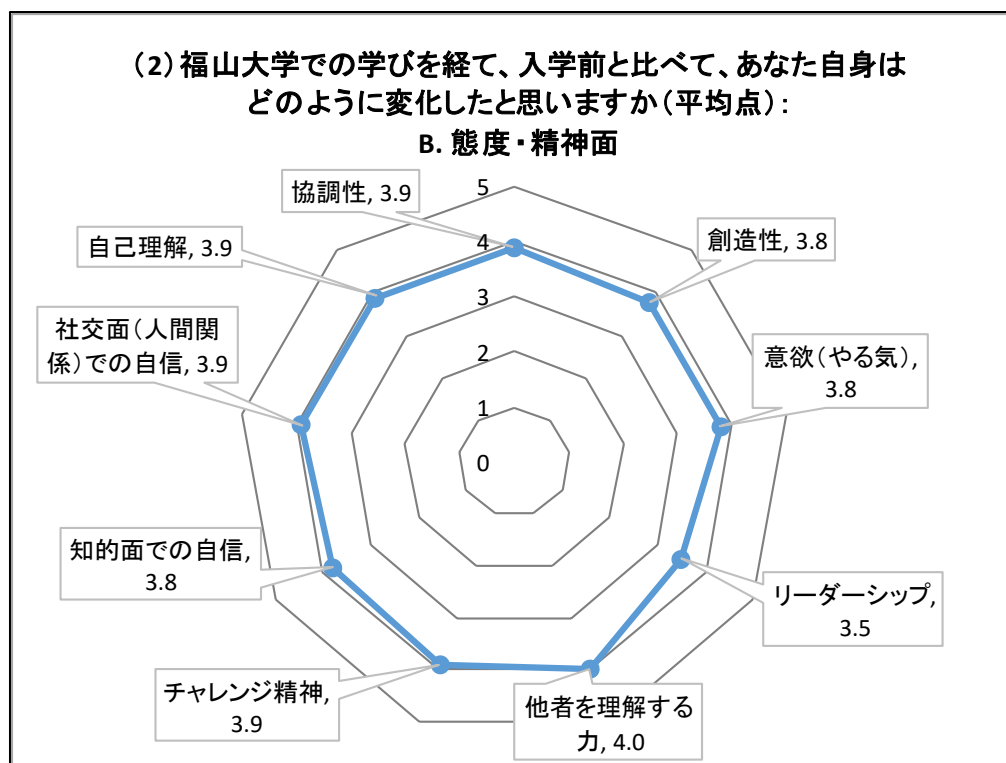 （2）福山大学での学びを経て、入学前と比べて、あなた自身は
どのように変化したと思いますか（平均点）：
B. 態度・精神面
協調性, 3.9
創造性, 3.8
意欲（やる気）,
3.8
リーダーシップ,
3.5
他者を理解する
力, 4.0
チャレンジ精神,
3.9
知的面での自信,
3.8
社交面（人間関
係）での自信, 3.9
自己理解, 3.9
5
4
3
2
1
0